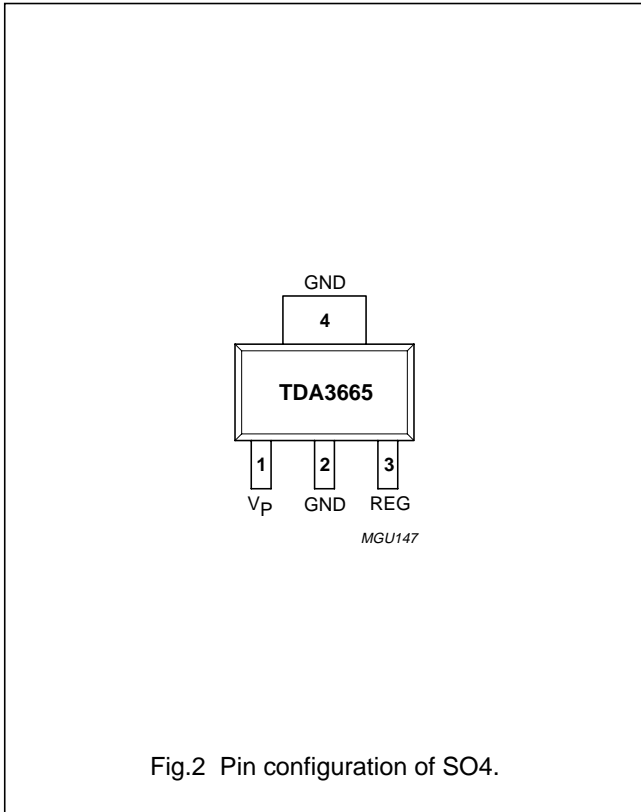 GND
4
TDA3665
1 2 3
VP GND REG
MGU147
Fig.2 Pin configuration of SO4.